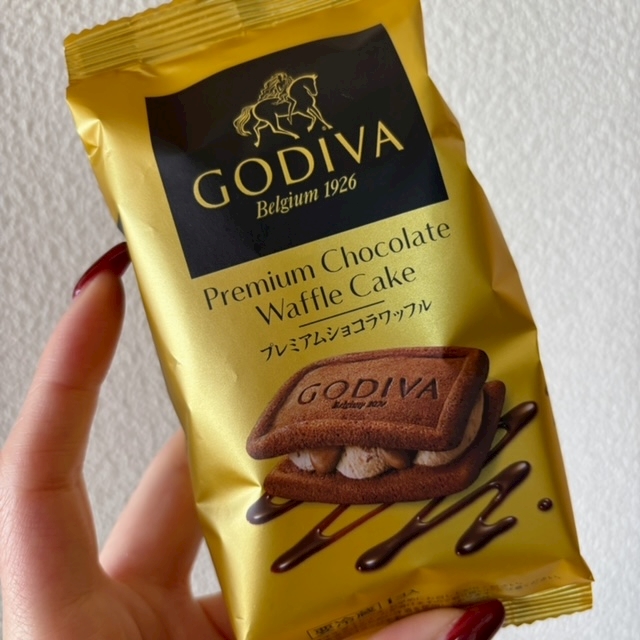 GODIVA
Belgium 1926
Premium Chocolate
Waffle Cake
プレミアムショコラワッフル
GODIVA
Belgium 1926